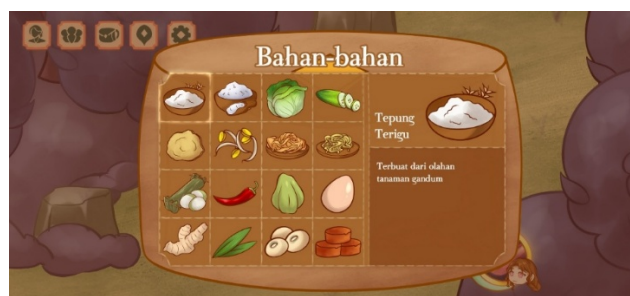 Bahan-bahan
Tepung
Terigu
Terbuat dari olahan
tanaman gandum